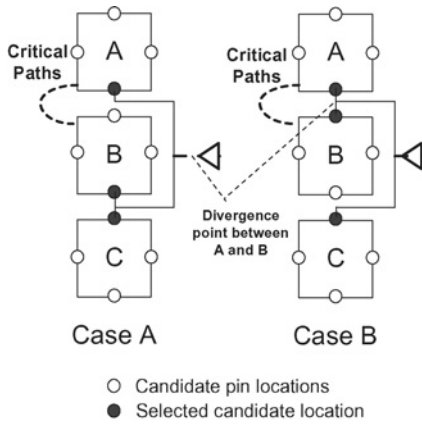 A
Critical
Paths
B
C
Case A
A
Critical
Paths
B
Divergence
point between
A and B
C
Case B
Candidate pin locations
Selected candidate location